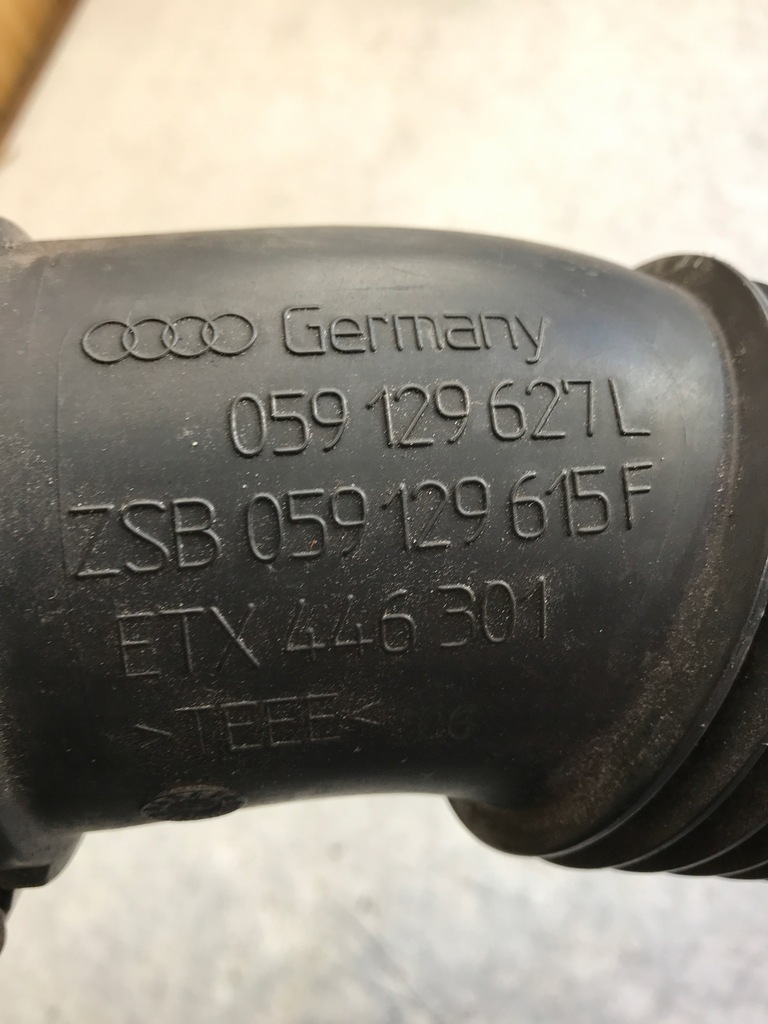 Germany
059 129 627 L
ZSB 059 129 615 F
ETX 446 301
>TEEE<